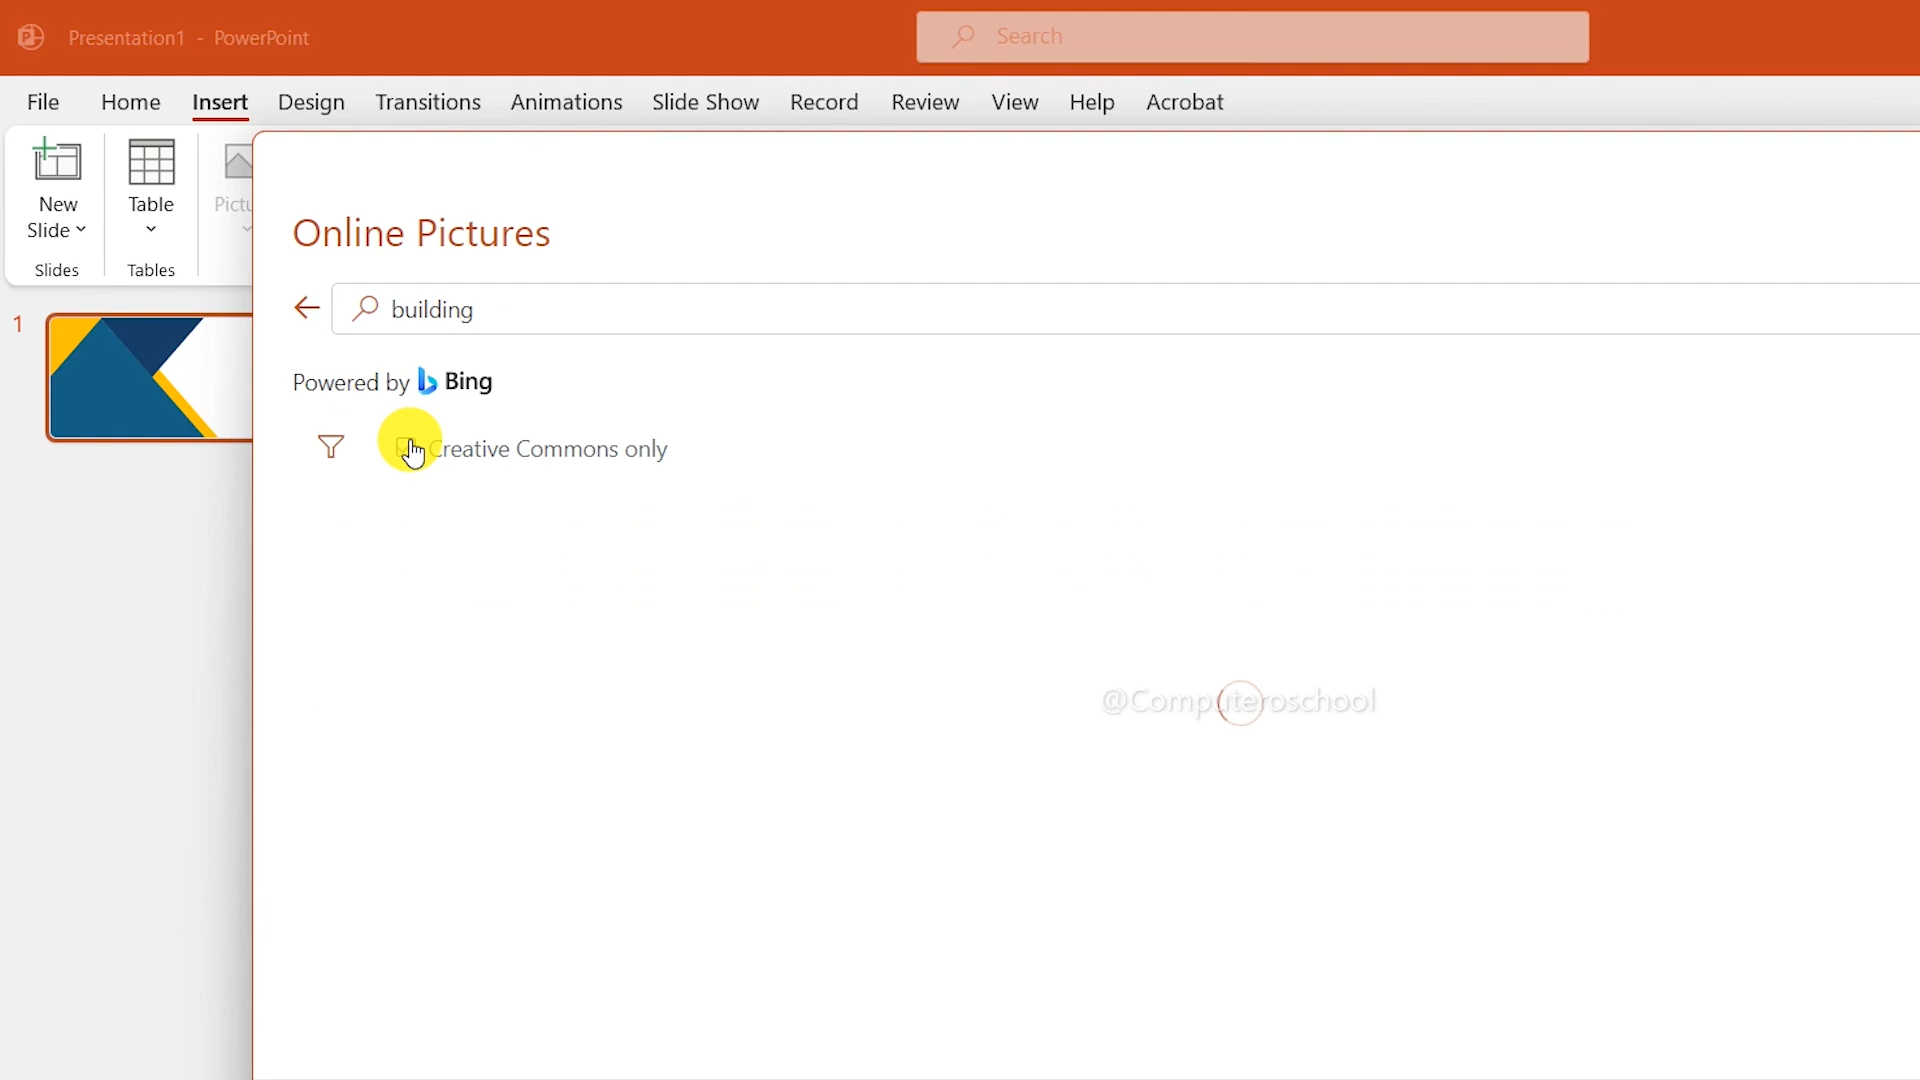 Presentation1 - PowerPoint
Search
File Home Insert Design Transitions Animations Slide Show Record Review View Help Acrobat
New
Slide
Table
Slides
Tables
Online Pictures
building
Powered by Bing
Creative Commons only
1
@Computeroschool